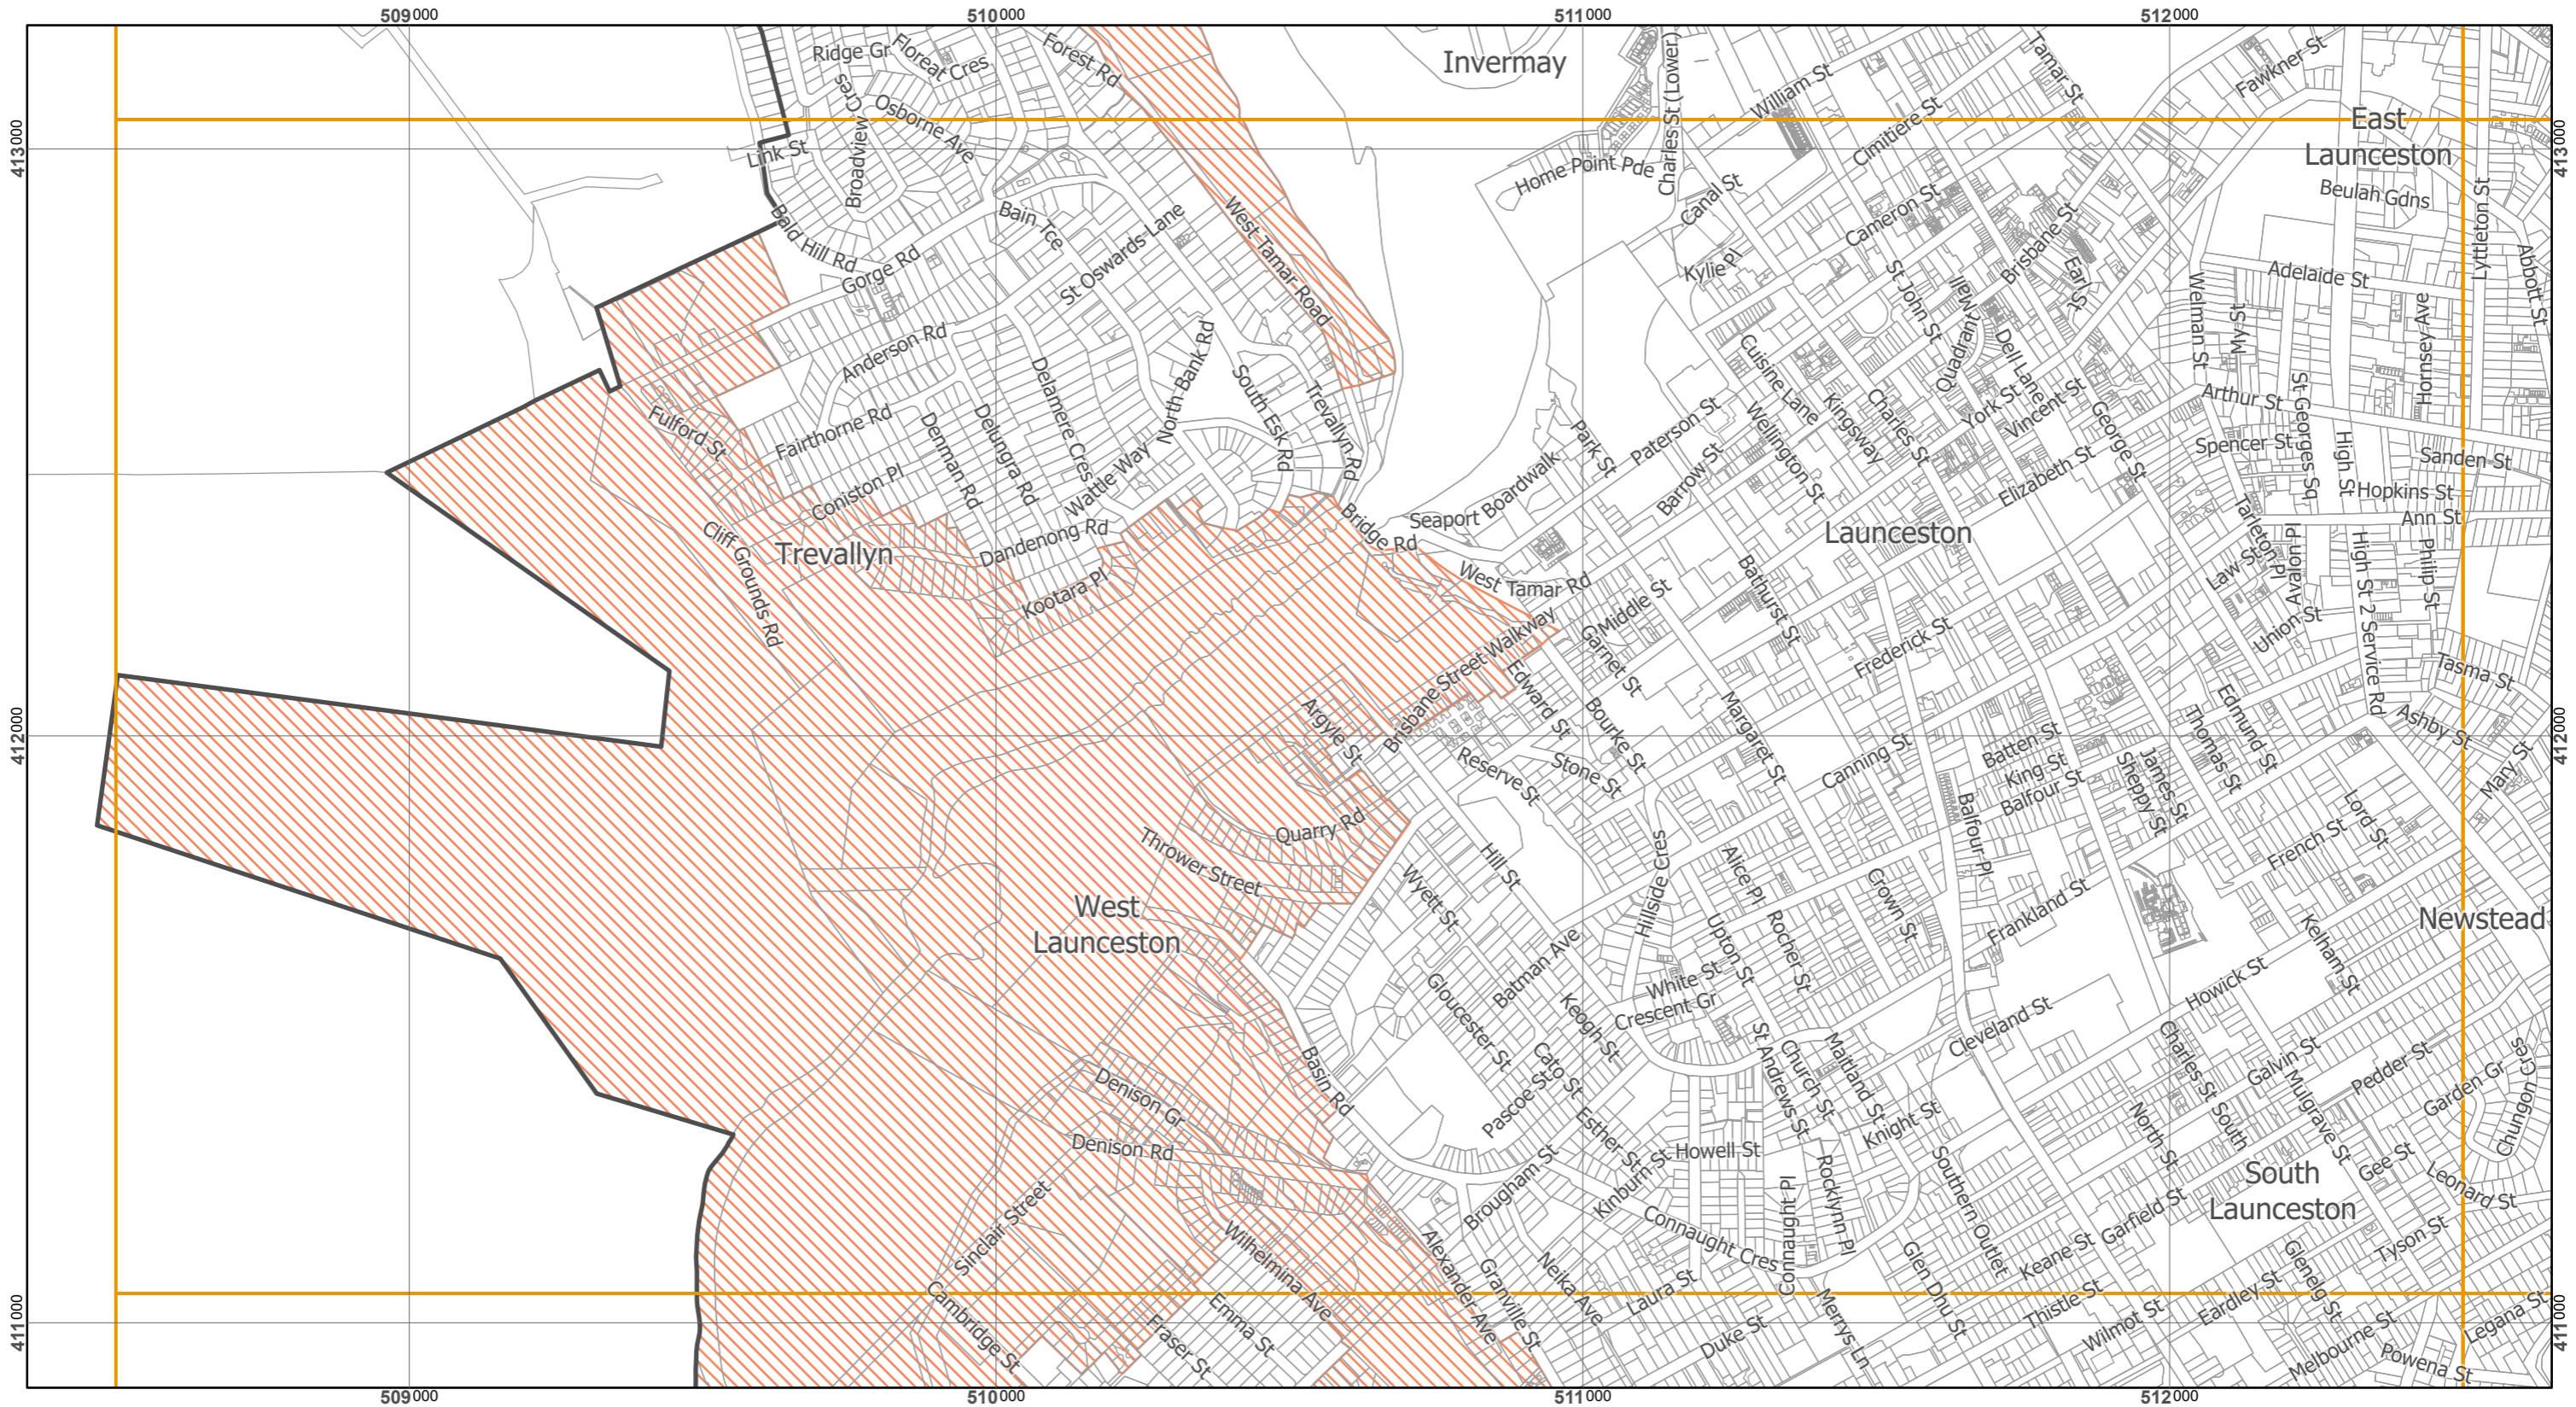 509000
510000
511000
512000
Ridge Gr
Floreat Cres
Forest Rd
Invermay
Charles St (Lower)
William St
Tamar St
Fawkner St
Broadview Cres
Osborne Ave
Cimitiere St
East
Launceston
413000
413000
Link St
Home Point Pde
Canal St
Cameron St
Beulah Gdns
Lyttleton St
Bald Hill Rd
Gorge Rd
Bain Tce
St Oswards Lane
West Tamar Road
Kylie Pl
St John St
Brisbane St
Earl St
Adelaide St
Abbott St
Anderson Rd
Delamere Cres
North Bank Rd
South Esk Rd
Trevallyn Rd
Cuisine Lane
Quadrant Mall
Dell Lane
Welman St
My St
Hornsey Ave
Fulford St
Fairthorne Rd
Denman Rd
Delungra Rd
Wattle Way
Park St
Paterson St
Wellington St
Kingsway
Charles St
York St
Vincent St
George St
Arthur St
St Georges Sq
Spencer St
High St
Sanden St
Coniston Pl
Barrow St
Elizabeth St
Hopkins St
Cliff Grounds Rd
Trevallyn
Dandenong Rd
Kootara Pl
Bridge Rd
Seaport Boardwalk
Launceston
Ann St
Tarleton Pl
Avalon Pl
Philip St
Law St
West Tamar Rd
Middle St
Bathurst St
High St 2 Service Rd
Union St
Garnet St
Frederick St
Brisbane Street Walkway
Edward St
Tasma St
Argyle St
Bourke St
Margaret St
Edmund St
Thomas St
Ashby St
412000
412000
Reserve St
Stone St
Canning St
Batten St
King St
Balfour St
James St
Sheppy St
Mary St
Quarry Rd
Balfour Pl
Lord St
French St
Thrower Street
Hill St
Wyett St
Hillside Cres
Alice Pl
Crown St
Frankland St
West
Launceston
Upton St
Rocher St
Kelham St
Newstead
Gloucester St
Batman Ave
White St
Crescent Gr
Howick St
Keogh St
Cleveland St
Basin Rd
Cato St
Pascoe St
St Andrews St
Church St
Maitland St
Charles St South
Galvin St
Pedder St
Garden Gr
Chungon Cres
Denison Gr
Denison Rd
Esther St
Knight St
North St
Mulgrave St
Howell St
Gee St
Kinburn St
Brougham St
Rocklynn Pl
Connaught Pl
Southern Outlet
South
Launceston
Leonard St
Sinclair Street
Wilhelmina Ave
Connaught Cres
Garfield St
Tyson St
Alexander Ave
Granville St
Neika Ave
Laura St
Glen Dhu St
Keane St
Glenelg St
Cambridge St
Emma St
Fraser St
Merrys Ln
Thistle St
Eardley St
Legana St
411000
411000
Duke St
Wilmot St
Melbourne St
Powena St
509000
510000
511000
512000